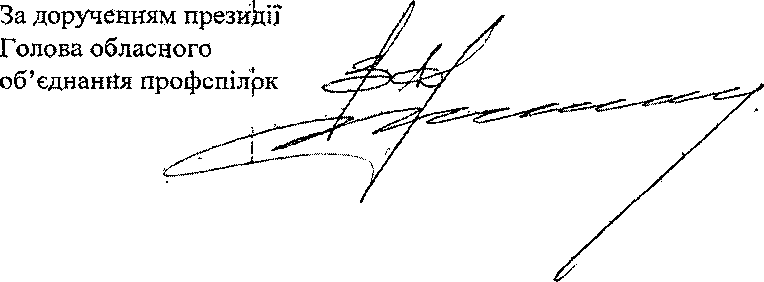 За дорученням президії
Голова обласного
об’єднання профспілок